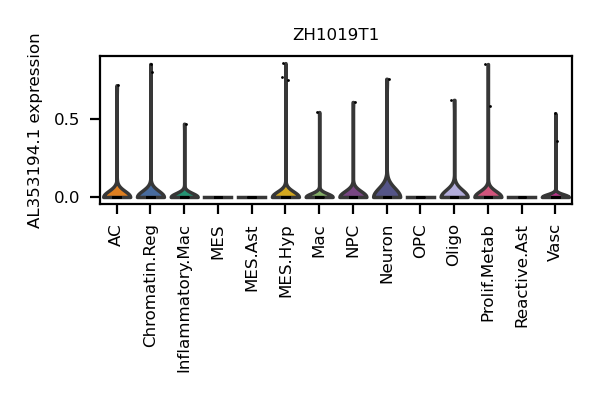 ZH1019T1
AL353194.1 expression
0.5
0.0
AC
Chromatin.Reg
Inflammatory.Mac
MES
MES.Ast
MES.Hyp
Mac
NPC
Neuron
OPC
Oligo
Prolif.Metab
Reactive.Ast
Vasc